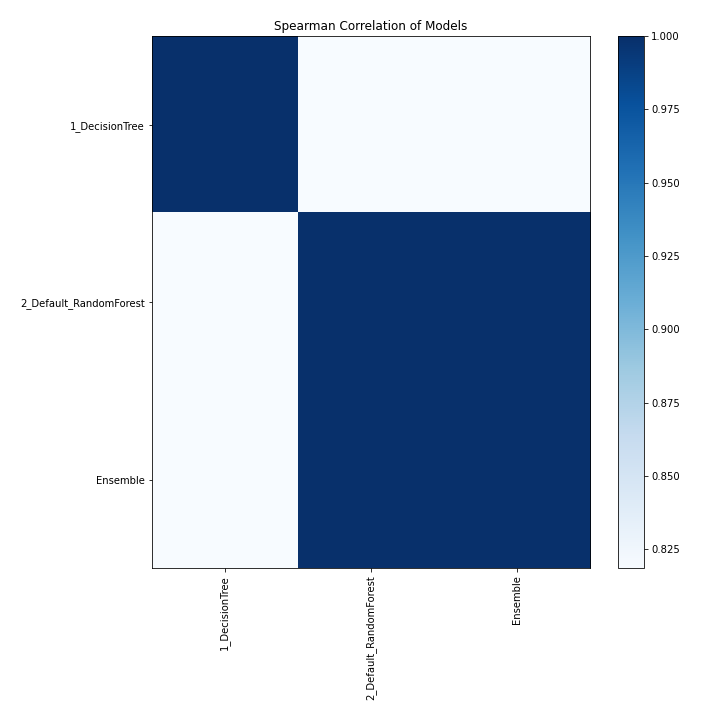 Spearman Correlation of Models
1_DecisionTree
2_Default_RandomForest
Ensemble
1_DecisionTree
2_Default_RandomForest
Ensemble
1.000
0.975
0.950
0.925
0.900
0.875
0.850
0.825